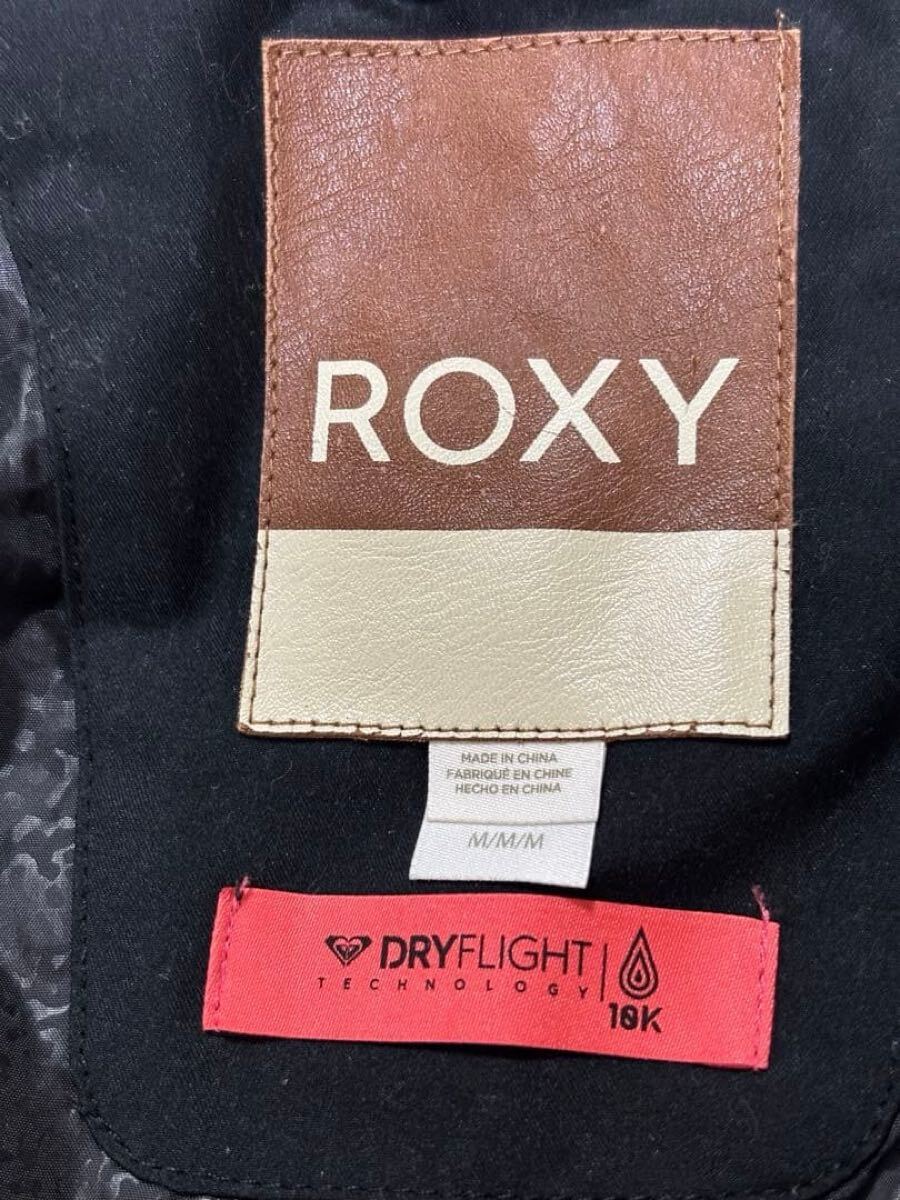 ROXY
MADE IN CHINA
FABRIQUÉ EN CHINE
HECHO EN CHINA
M/M/M
DRYFLIGHT
TECHNOLOGY
10K